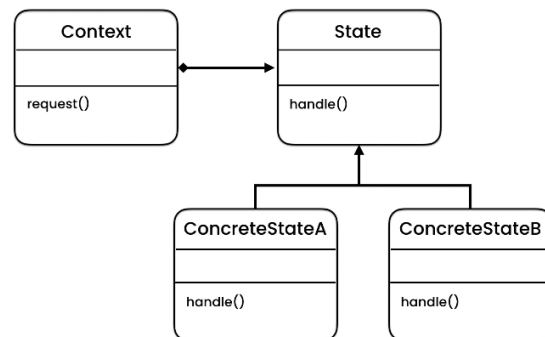 Context
request()
State
handle()
ConcreteStateA
handle()
ConcreteStateB
handle()